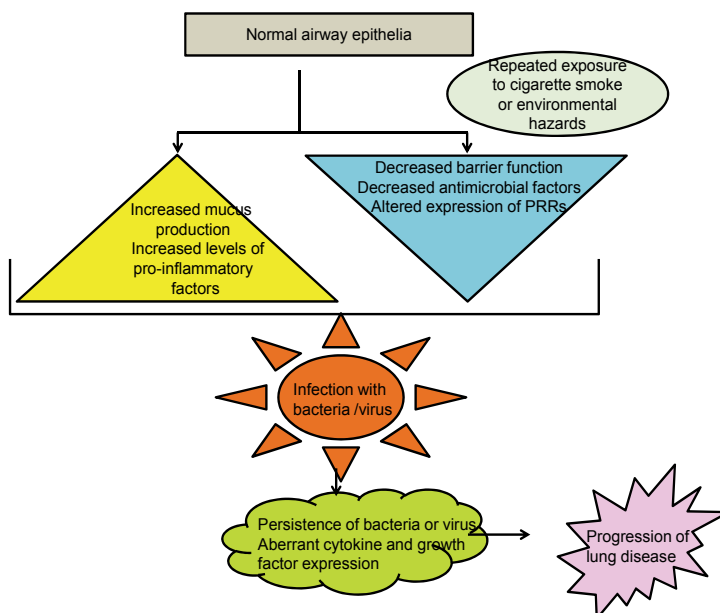 Normal airway epithelia
Repeated exposure
to cigarette smoke
or environmental
hazards
Increased mucus
production
Increased levels of
pro-inflammatory
factors
Decreased barrier function
Decreased antimicrobial factors
Altered expression of PRRs
Infection with
bacteria /virus
Persistence of bacteria or virus
Aberrant cytokine and growth
factor expression
Progression of
lung disease